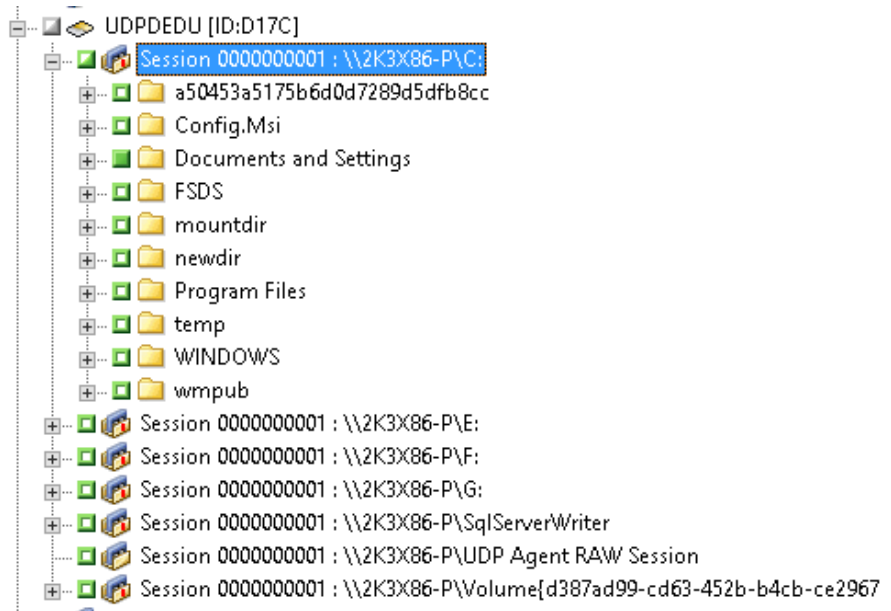 UDPDEDU [ID:D17C]
Session 0000000001 : \\2K3X86-P\C:
a50453a5175b6d0d7289d5dfb8cc
Config.Msi
Documents and Settings
FSDS
mountdir
newdir
Program Files
temp
WINDOWS
wmpub
Session 0000000001 : \\2K3X86-P\E:
Session 0000000001 : \\2K3X86-P\F:
Session 0000000001 : \\2K3X86-P\G:
Session 0000000001 : \\2K3X86-P\SqlServerWriter
Session 0000000001 : \\2K3X86-P\UDP Agent RAW Session
Session 0000000001 : \\2K3X86-P\Volume{d387ad99-cd63-452b-b4cb-ce2967